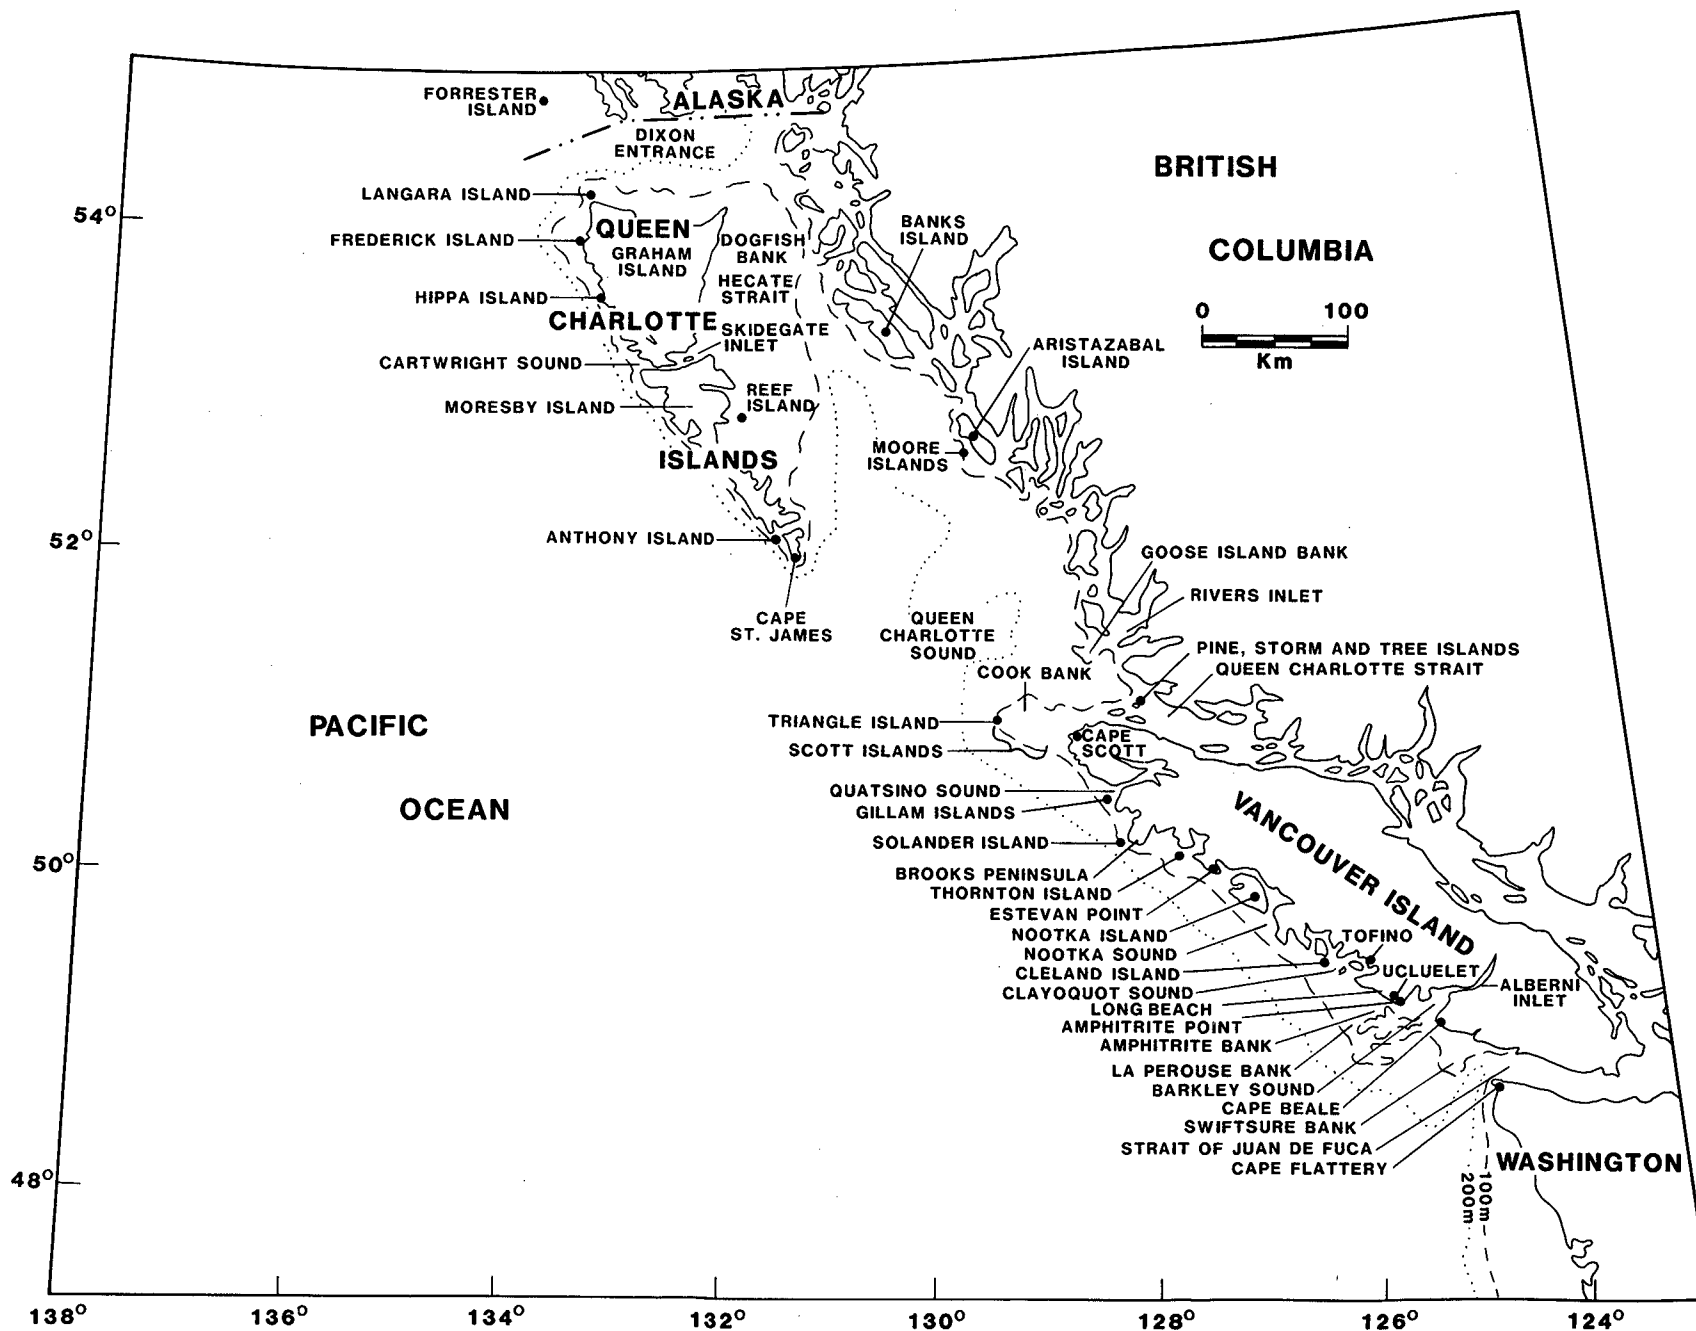 FORRESTER
ISLAND
ALASKA
DIXON
ENTRANCE
BRITISH
COLUMBIA
LANGARA ISLAND
54°
QUEEN
FREDERICK ISLAND
GRAHAM
ISLAND
DOGFISH
BANK
BANKS
ISLAND
HECATE
STRAIT
HIPPA ISLAND
0 100
Km
CHARLOTTE
SKIDEGATE
INLET
ARISTAZABAL
ISLAND
CARTWRIGHT SOUND
REEF
ISLAND
MORESBY ISLAND
MOORE
ISLANDS
ISLANDS
52°
ANTHONY ISLAND
GOOSE ISLAND BANK
RIVERS INLET
CAPE
ST. JAMES
QUEEN
CHARLOTTE
SOUND
PINE, STORM AND TREE ISLANDS
QUEEN CHARLOTTE STRAIT
COOK BANK
PACIFIC
OCEAN
TRIANGLE ISLAND
CAPE
SCOTT
SCOTT ISLANDS
QUATSINO SOUND
GILLAM ISLANDS
VANCOUVER ISLAND
SOLANDER ISLAND
50°
BROOKS PENINSULA
THORNTON ISLAND
ESTEVAN POINT
NOOTKA ISLAND
TOFINO
NOOTKA SOUND
CLELAND ISLAND
UCLUELET
CLAYOQUOT SOUND
ALBERNI
INLET
LONG BEACH
AMPHITRITE POINT
AMPHITRITE BANK
LA PEROUSE BANK
BARKLEY SOUND
CAPE BEALE
SWIFTSURE BANK
STRAIT OF JUAN DE FUCA
CAPE FLATTERY
WASHINGTON
48°
100m
200m
138° 136° 134° 132° 130° 128° 126° 124°